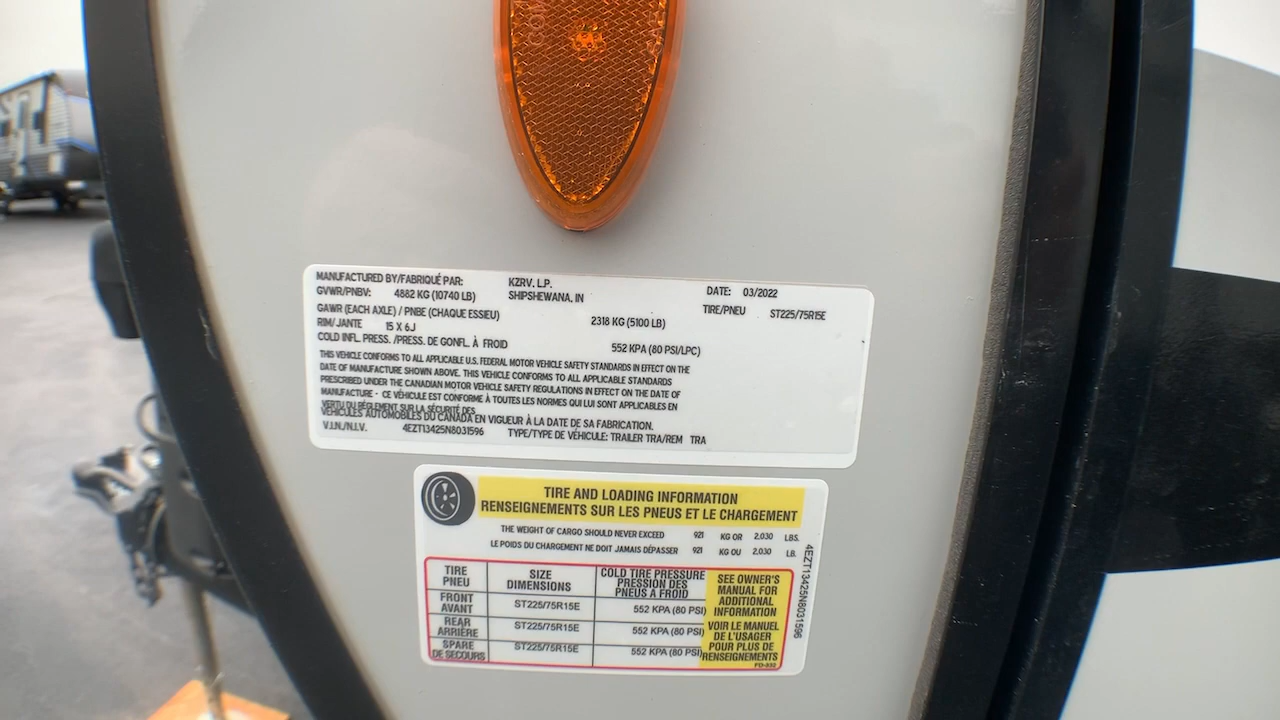 MANUFACTURED BY/FABRIQUÉ PAR: KZRV, L.P. DATE: 03/2022
GVWR/PNBV: 4882 KG (10740 LB) SHIPSHEWANA, IN TIRE/PNEU ST225/75R15E
GAWR (EACH AXLE) / PNBE (CHAQUE ESSIEU) 2318 KG (5100 LB)
RIM/JANTE 15 X 6J
COLD INFL. PRESS. /PRESS. DE GONFL. À FROID 552 KPA (80 PSI/LPC)
THIS VEHICLE CONFORMS TO ALL APPLICABLE U.S. FEDERAL MOTOR VEHICLE SAFETY STANDARDS IN EFFECT ON THE
DATE OF MANUFACTURE SHOWN ABOVE. THIS VEHICLE CONFORMS TO ALL APPLICABLE STANDARDS
PRESCRIBED UNDER THE CANADIAN MOTOR VEHICLE SAFETY REGULATIONS IN EFFECT ON THE DATE OF
MANUFACTURE - CE VÉHICULE EST CONFORME À TOUTES LES NORMES QUI LUI SONT APPLICABLES EN
VERTU DU RÈGLEMENT SUR LA SÉCURITÉ DES
VÉHICULES AUTOMOBILES DU CANADA EN VIGUEUR À LA DATE DE SA FABRICATION.
V.I.N./N.I.V. 4EZT13425N8031596 TYPE/TYPE DE VÉHICULE: TRAILER TRA/REM TRA
TIRE AND LOADING INFORMATION
RENSEIGNEMENTS SUR LES PNEUS ET LE CHARGEMENT
THE WEIGHT OF CARGO SHOULD NEVER EXCEED 921 KG OR 2,030 LBS.
LE POIDS DU CHARGEMENT NE DOIT JAMAIS DÉPASSER 921 KG OU 2,030 LB.
TIRE
PNEU
SIZE
DIMENSIONS
COLD TIRE PRESSURE
PRESSION DES
PNEUS À FROID
FRONT
AVANT
ST225/75R15E
552 KPA (80 PSI)
REAR
ARRIÈRE
ST225/75R15E
552 KPA (80 PSI)
SPARE
DE SECOURS
ST225/75R15E
552 KPA (80 PSI)
SEE OWNER'S
MANUAL FOR
ADDITIONAL
INFORMATION
VOIR LE MANUEL
DE L'USAGER
POUR PLUS DE
RENSEIGNEMENTS
FD-932
4EZT13425N8031596